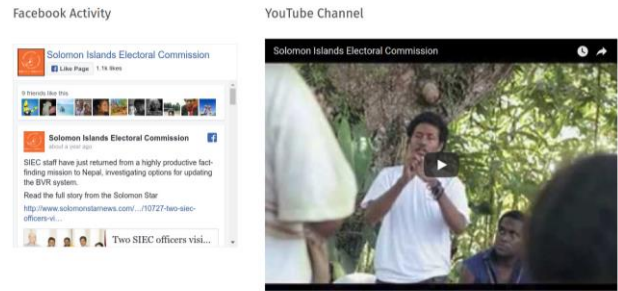 Facebook Activity
Solomon Islands Electoral Commission
Like Page 1.1k likes
9 friends like this
Solomon Islands Electoral Commission
about a year ago
SIEC staff have just returned from a highly productive fact-
finding mission to Nepal, investigating options for updating
the BVR system.
Read the full story from the Solomon Star
http://www.solomonstarnews.com/.../10727-two-siec-
officers-vi...
Two SIEC officers visi...
YouTube Channel
Solomon Islands Electoral Commission